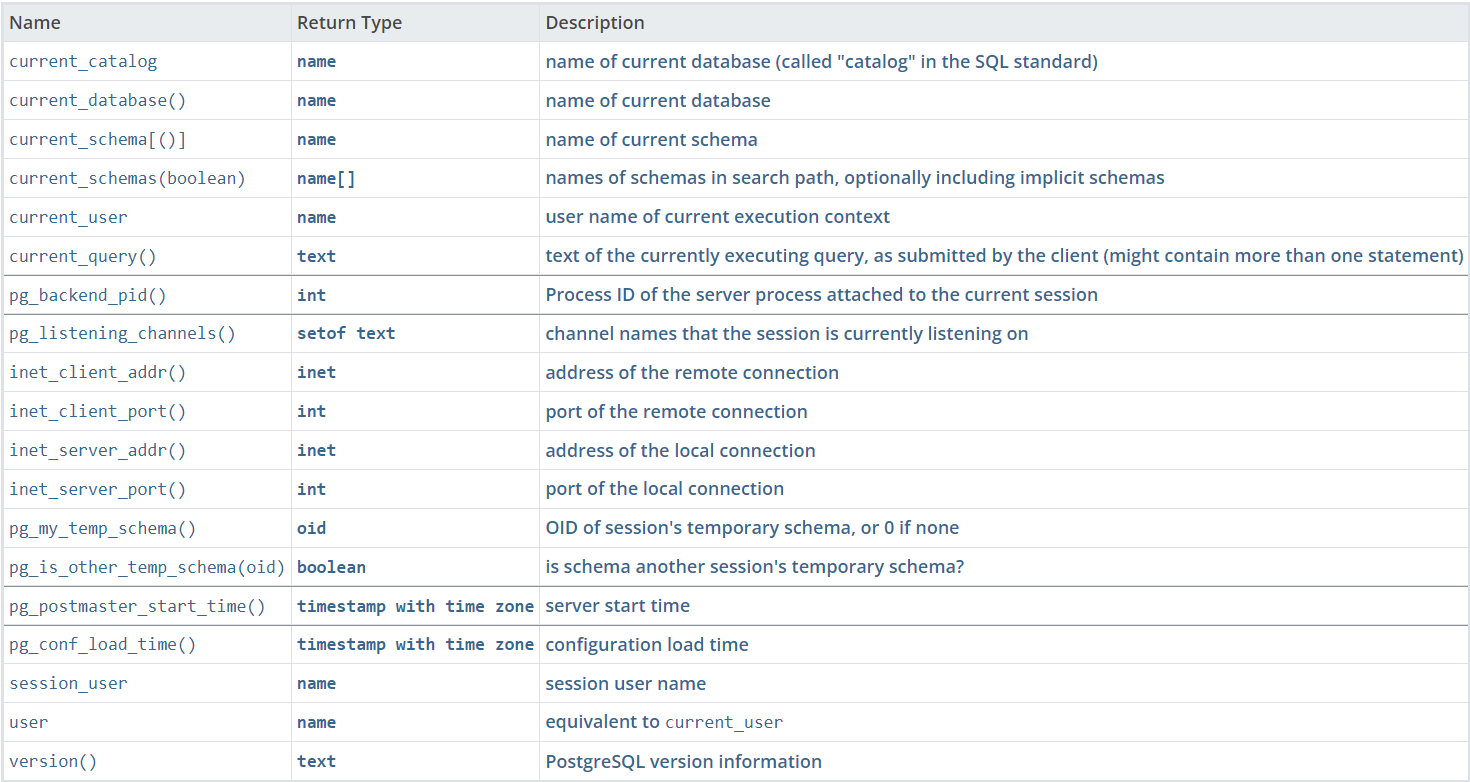 Name Return Type Description
current_catalog name name of current database (called "catalog" in the SQL standard)
current_database() name name of current database
current_schema[()] name name of current schema
current_schemas(boolean) name[] names of schemas in search path, optionally including implicit schemas
current_user name user name of current execution context
current_query() text text of the currently executing query, as submitted by the client (might contain more than one statement)
pg_backend_pid() int Process ID of the server process attached to the current session
pg_listening_channels() setof text channel names that the session is currently listening on
inet_client_addr() inet address of the remote connection
inet_client_port() int port of the remote connection
inet_server_addr() inet address of the local connection
inet_server_port() int port of the local connection
pg_my_temp_schema() oid OID of session's temporary schema, or 0 if none
pg_is_other_temp_schema(oid) boolean is schema another session's temporary schema?
pg_postmaster_start_time() timestamp with time zone server start time
pg_conf_load_time() timestamp with time zone configuration load time
session_user name session user name
user name equivalent to current_user
version() text PostgreSQL version information